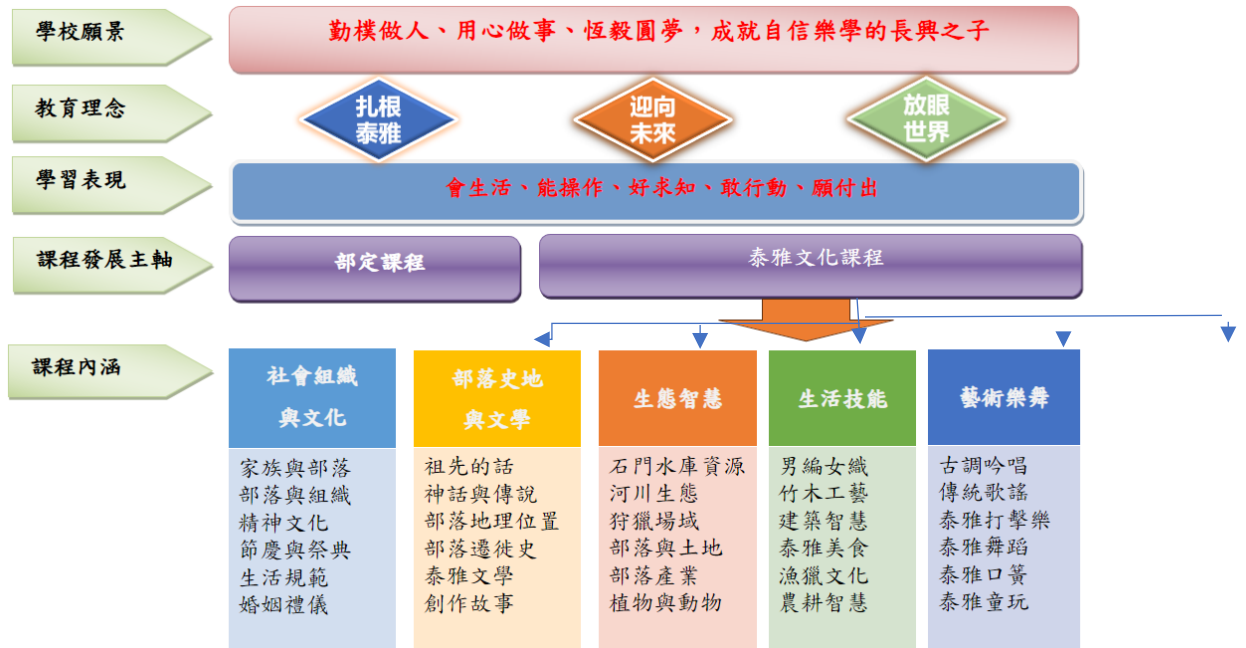 學校願景
勤樸做人、用心做事、恆毅圓夢，成就自信樂學的長興之子
教育理念
扎根
泰雅
迎向
未來
放眼
世界
學習表現
會生活、能操作、好求知、敢行動、願付出
課程發展主軸
部定課程
泰雅文化課程
課程內涵
社會組織
與文化
家族與部落
部落與組織
精神文化
節慶與祭典
生活規範
婚姻禮儀
部落史地
與文學
祖先的話
神話與傳說
部落地理位置
部落遷徙史
泰雅文學
創作故事
生態智慧
石門水庫資源
河川生態
狩獵場域
部落與土地
部落產業
植物與動物
生活技能
男編女織
竹木工藝
建築智慧
泰雅美食
漁獵文化
農耕智慧
藝術樂舞
古調吟唱
傳統歌謠
泰雅打擊樂
泰雅舞蹈
泰雅口簧
泰雅童玩